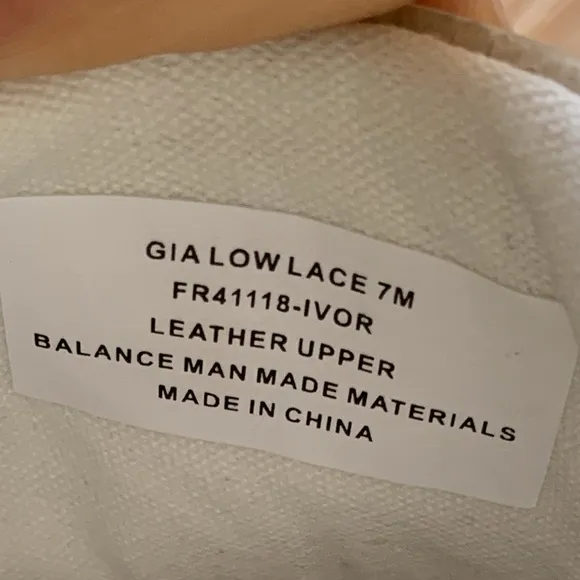 GIA LOW LACE 7M
FR41118-IVOR
LEATHER UPPER
BALANCE MAN MADE MATERIALS
MADE IN CHINA